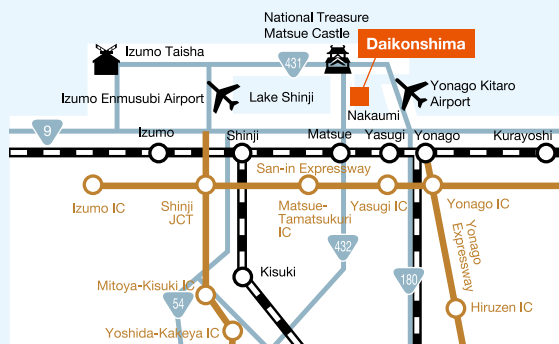 National Treasure
Matsue Castle
Daikonshima
Izumo Taisha
431
Izumo Enmusubi Airport
Lake Shinji
Yonago Kitaro
Airport
Nakaumi
9
Izumo
Shinji
Matsue
Yasugi
Yonago
Kurayoshi
San-in Expressway
Izumo IC
Shinji
JCT
Matsue-
Tamatsukuri
IC
Yasugi IC
Yonago IC
Yonago
Expressway
432
Kisuki
180
Mitoya-Kisuki IC
54
Hiruzen IC
Yoshida-Kakeya IC